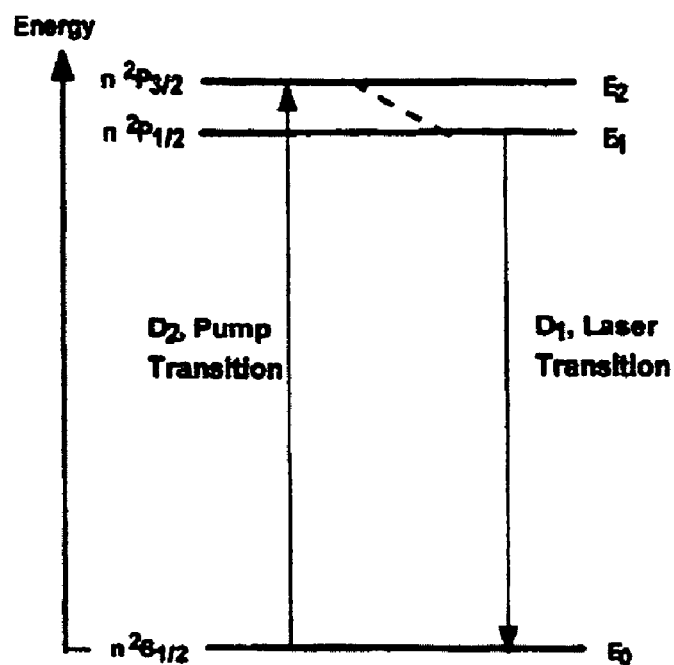 Energy
n ²P3/2
E2
n ²P1/2
E1
D2, Pump
Transition
D1, Laser
Transition
n ²S1/2
E0